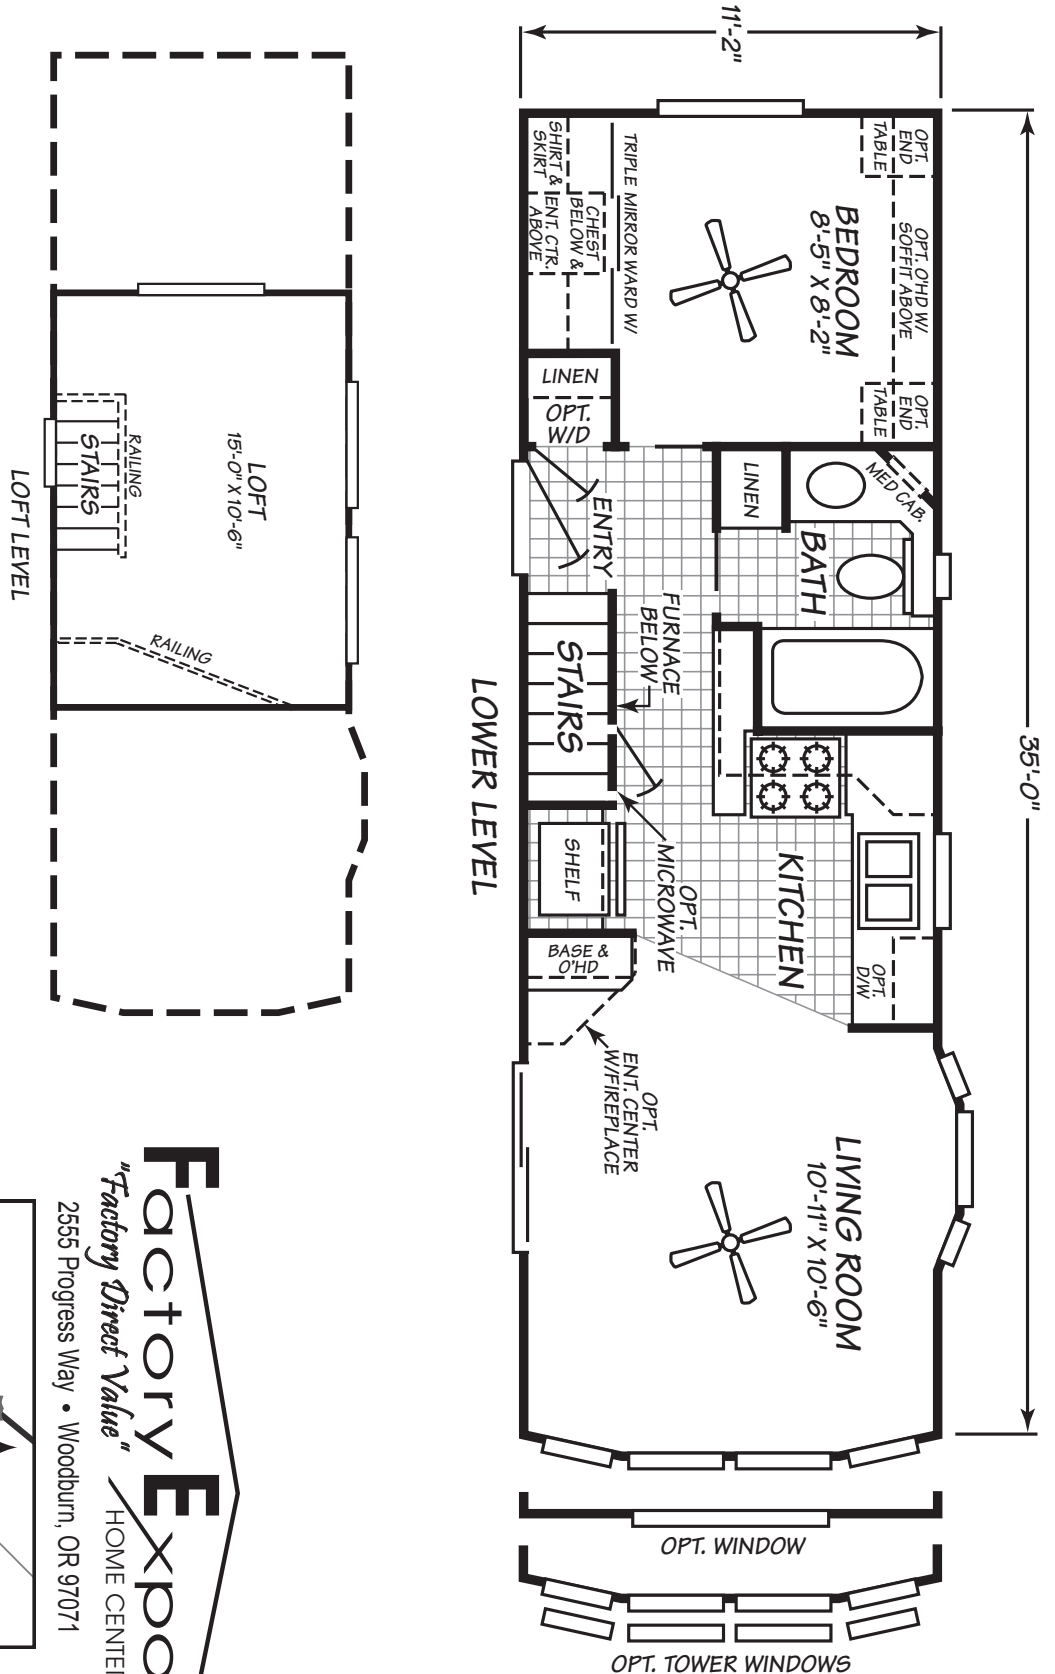 35'-0"
11'-2"
OPT.
END
TABLE
OPT. O'HD W/
SOFFIT ABOVE
OPT.
END
TABLE
BEDROOM
8'-5" X 8'-2"
TRIPLE MIRROR WARD W/
CHEST
BELOW &
ENT. CTR.
ABOVE
SHIRT &
SKIRT
LINEN
OPT.
W/D
MED CAB.
LINEN
BATH
ENTRY
FURNACE
BELOW
STAIRS
KITCHEN
OPT.
D/W
OPT.
MICROWAVE
SHELF
BASE &
O'HD
OPT.
ENT. CENTER
W/FIREPLACE
LIVING ROOM
10'-11" X 10'-6"
OPT. WINDOW
OPT. TOWER WINDOWS
LOWER LEVEL
LOFT
15'-0" X 10'-6"
RAILING
STAIRS
RAILING
LOFT LEVEL
Factory Expo
"Factory Direct Value" HOME CENTER
2555 Progress Way • Woodburn, OR 97071